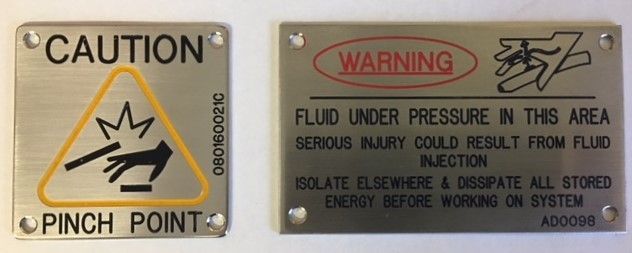 CAUTION
080160021C
PINCH POINT
WARNING
FLUID UNDER PRESSURE IN THIS AREA
SERIOUS INJURY COULD RESULT FROM FLUID
INJECTION
ISOLATE ELSEWHERE & DISSIPATE ALL STORED
ENERGY BEFORE WORKING ON SYSTEM
AD0098